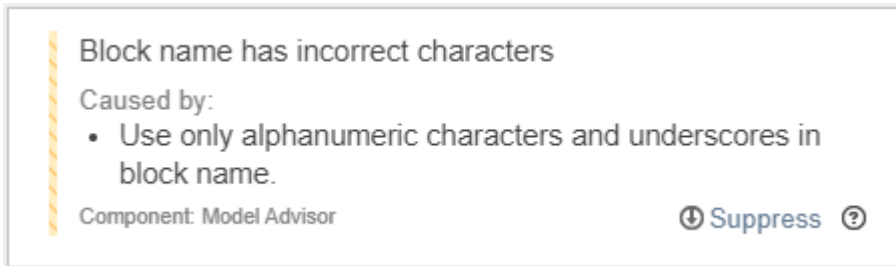 Block name has incorrect characters
Caused by:
• Use only alphanumeric characters and underscores in
block name.
Component: Model Advisor
Suppress